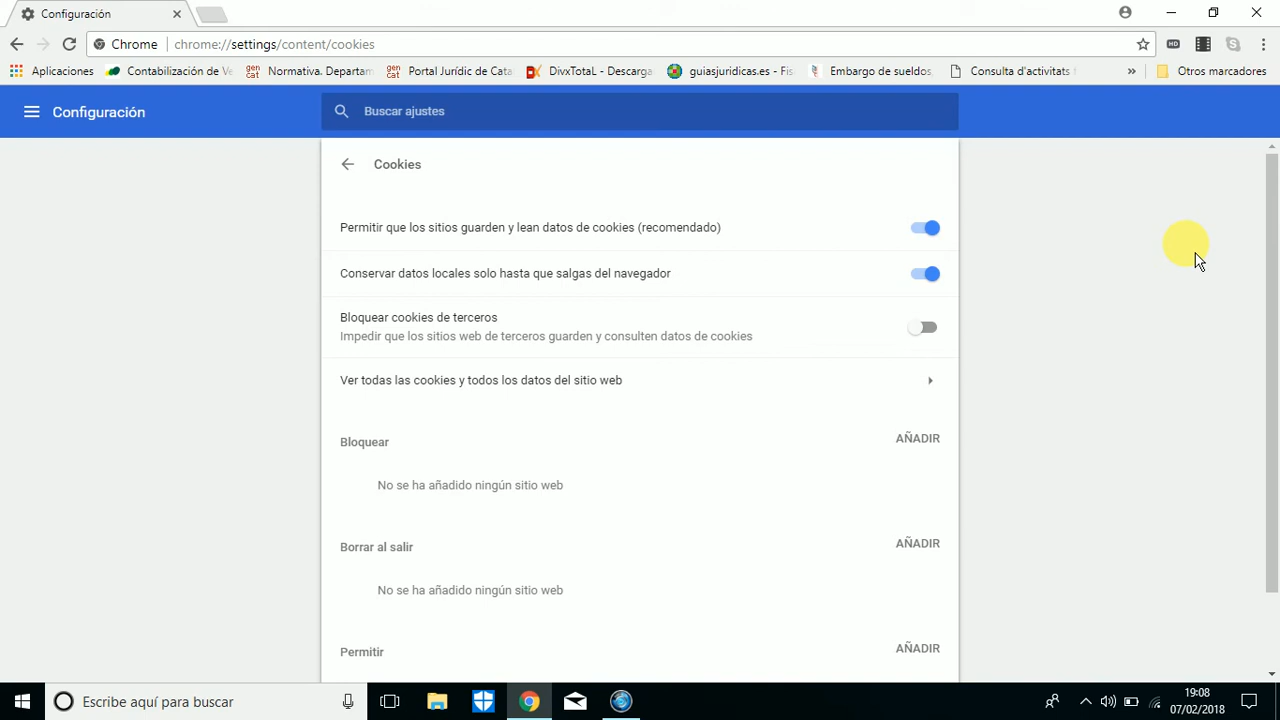 Configuración
Chrome chrome://settings/content/cookies
HD
Aplicaciones Contabilización de Ve gencat Normativa. Departam gencat Portal Jurídic de Cata DivxTotaL - Descarga guiasjuridicas.es - Fis Embargo de sueldos, Consulta d'activitats f » Otros marcadores
Configuración Buscar ajustes
Cookies
Permitir que los sitios guarden y lean datos de cookies (recomendado)
Conservar datos locales solo hasta que salgas del navegador
Bloquear cookies de terceros
Impedir que los sitios web de terceros guarden y consulten datos de cookies
Ver todas las cookies y todos los datos del sitio web
Bloquear AÑADIR
No se ha añadido ningún sitio web
Borrar al salir AÑADIR
No se ha añadido ningún sitio web
Permitir AÑADIR
Escribe aquí para buscar 19:08
07/02/2018